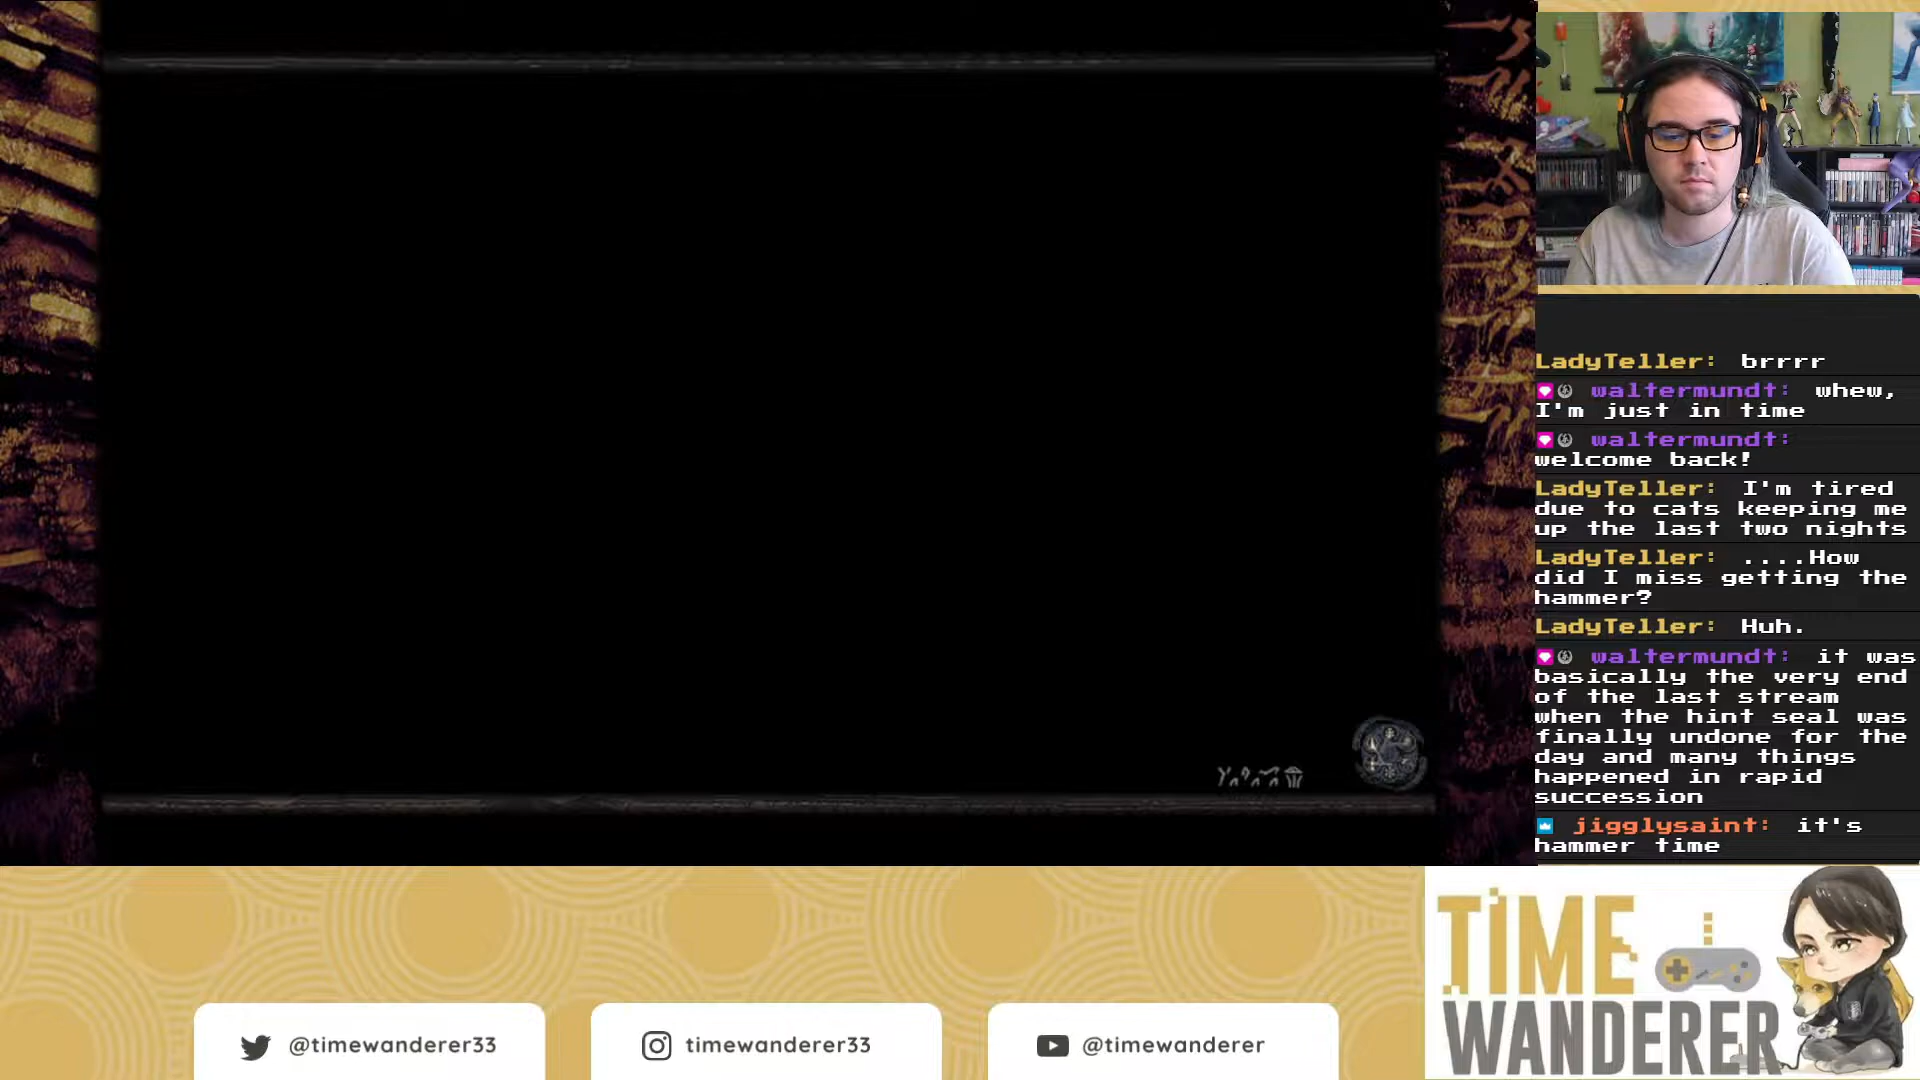 LadyTeller: brrrr
waltermundt: whew,
I'm just in time
waltermundt:
welcome back!
LadyTeller: I'm tired
due to cats keeping me
up the last two nights
LadyTeller: ....How
did I miss getting the
hammer?
LadyTeller: Huh.
waltermundt: it was
basically the very end
of the last stream
when the hint seal was
finally undone for the
day and many things
happened in rapid
succession
jigglysaint: it's
hammer time
TIME
WANDERER
@timewanderer33
timewanderer33
@timewanderer